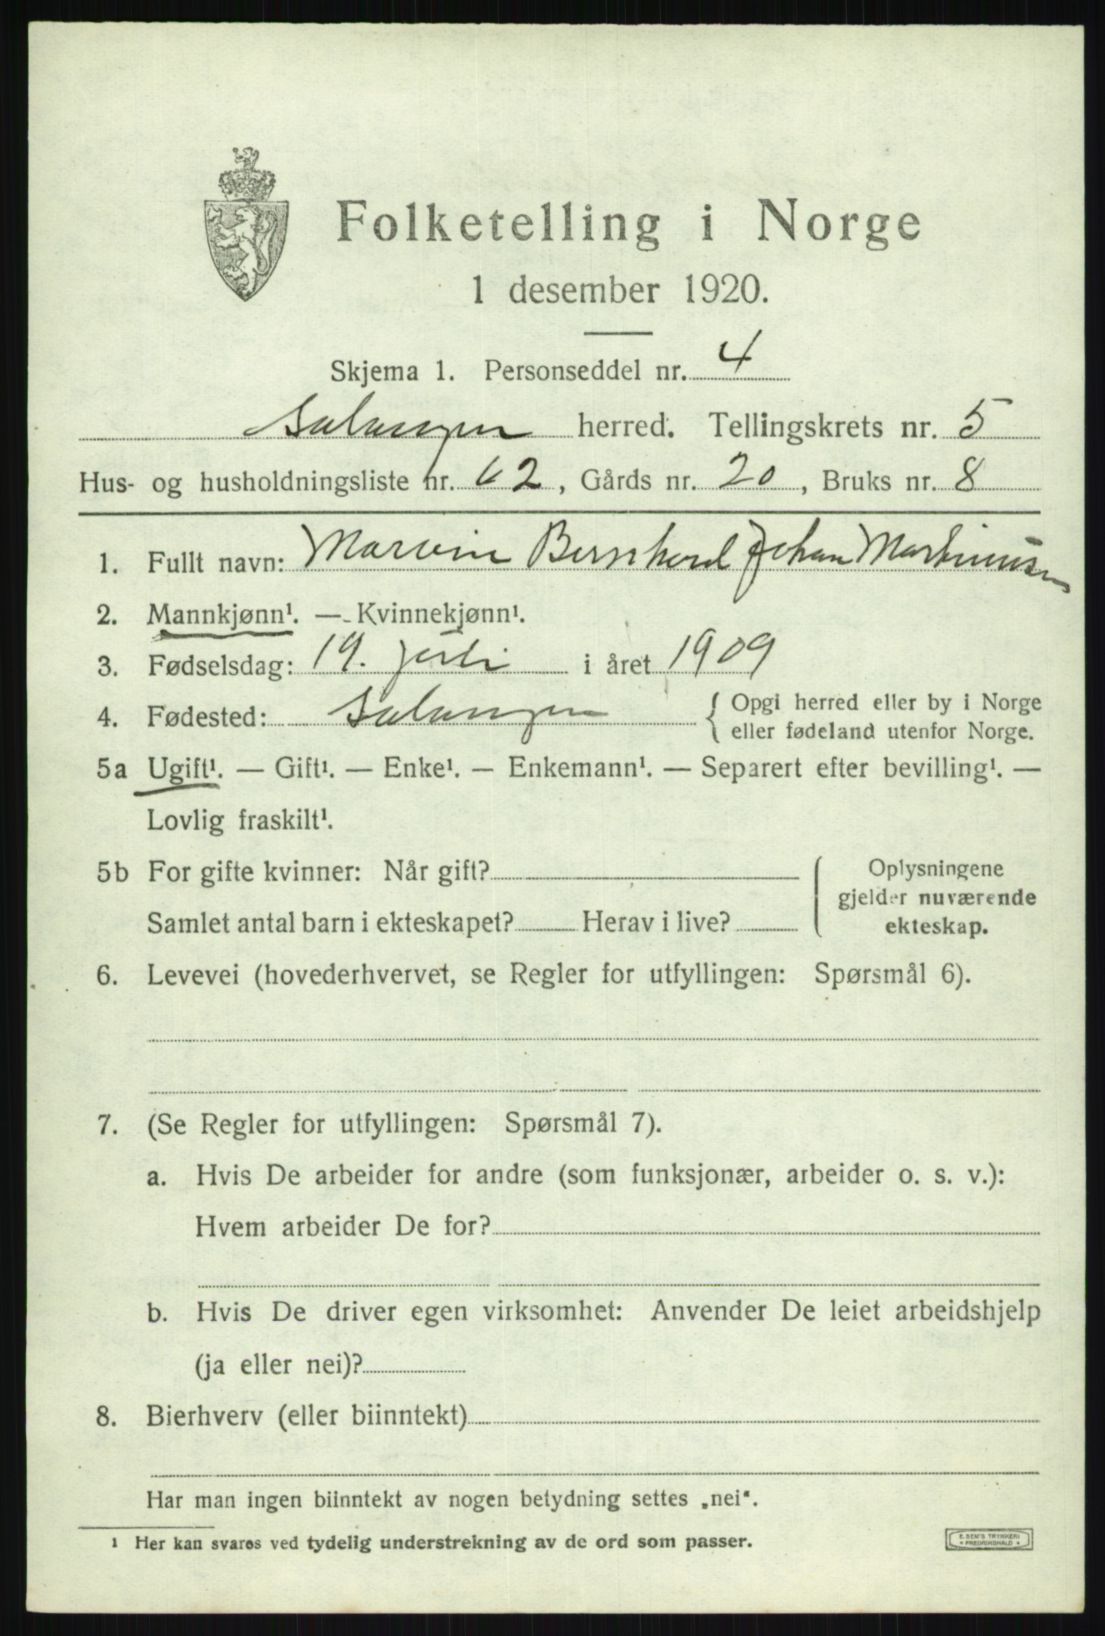 Folketelling i Norge
1 desember 1920.
Skjema 1. Personseddel nr. 4
Salangen herred. Tellingskrets nr. 5
Hus- og husholdningsliste nr. 62, Gårds nr. 20, Bruks nr. 8
1. Fullt navn: Marvin Bernhard Johan Martinusen
2. Mannkjønn¹. — Kvinnekjønn¹.
3. Fødselsdag: 19. juli i året 1909
4. Fødested: Salangen { Opgi herred eller by i Norge
eller fødeland utenfor Norge.
5a Ugift¹. — Gift¹. — Enke¹. — Enkemann¹. — Separert efter bevilling¹. —
Lovlig fraskilt¹.
5b For gifte kvinner: Når gift?
Samlet antal barn i ekteskapet? Herav i live?
Oplysningene
gjelder nuværende
ekteskap.
6. Levevei (hovederhvervet, se Regler for utfyllingen: Spørsmål 6).
7. (Se Regler for utfyllingen: Spørsmål 7).
a. Hvis De arbeider for andre (som funksjonær, arbeider o. s. v.):
Hvem arbeider De for?
b. Hvis De driver egen virksomhet: Anvender De leiet arbeidshjelp
(ja eller nei)?
8. Bierhverv (eller biinntekt)
Har man ingen biinntekt av nogen betydning settes „nei“.
¹ Her kan svares ved tydelig understrekning av de ord som passer.
E. SEM'S TRYKKERI
FREDRIKSHALD